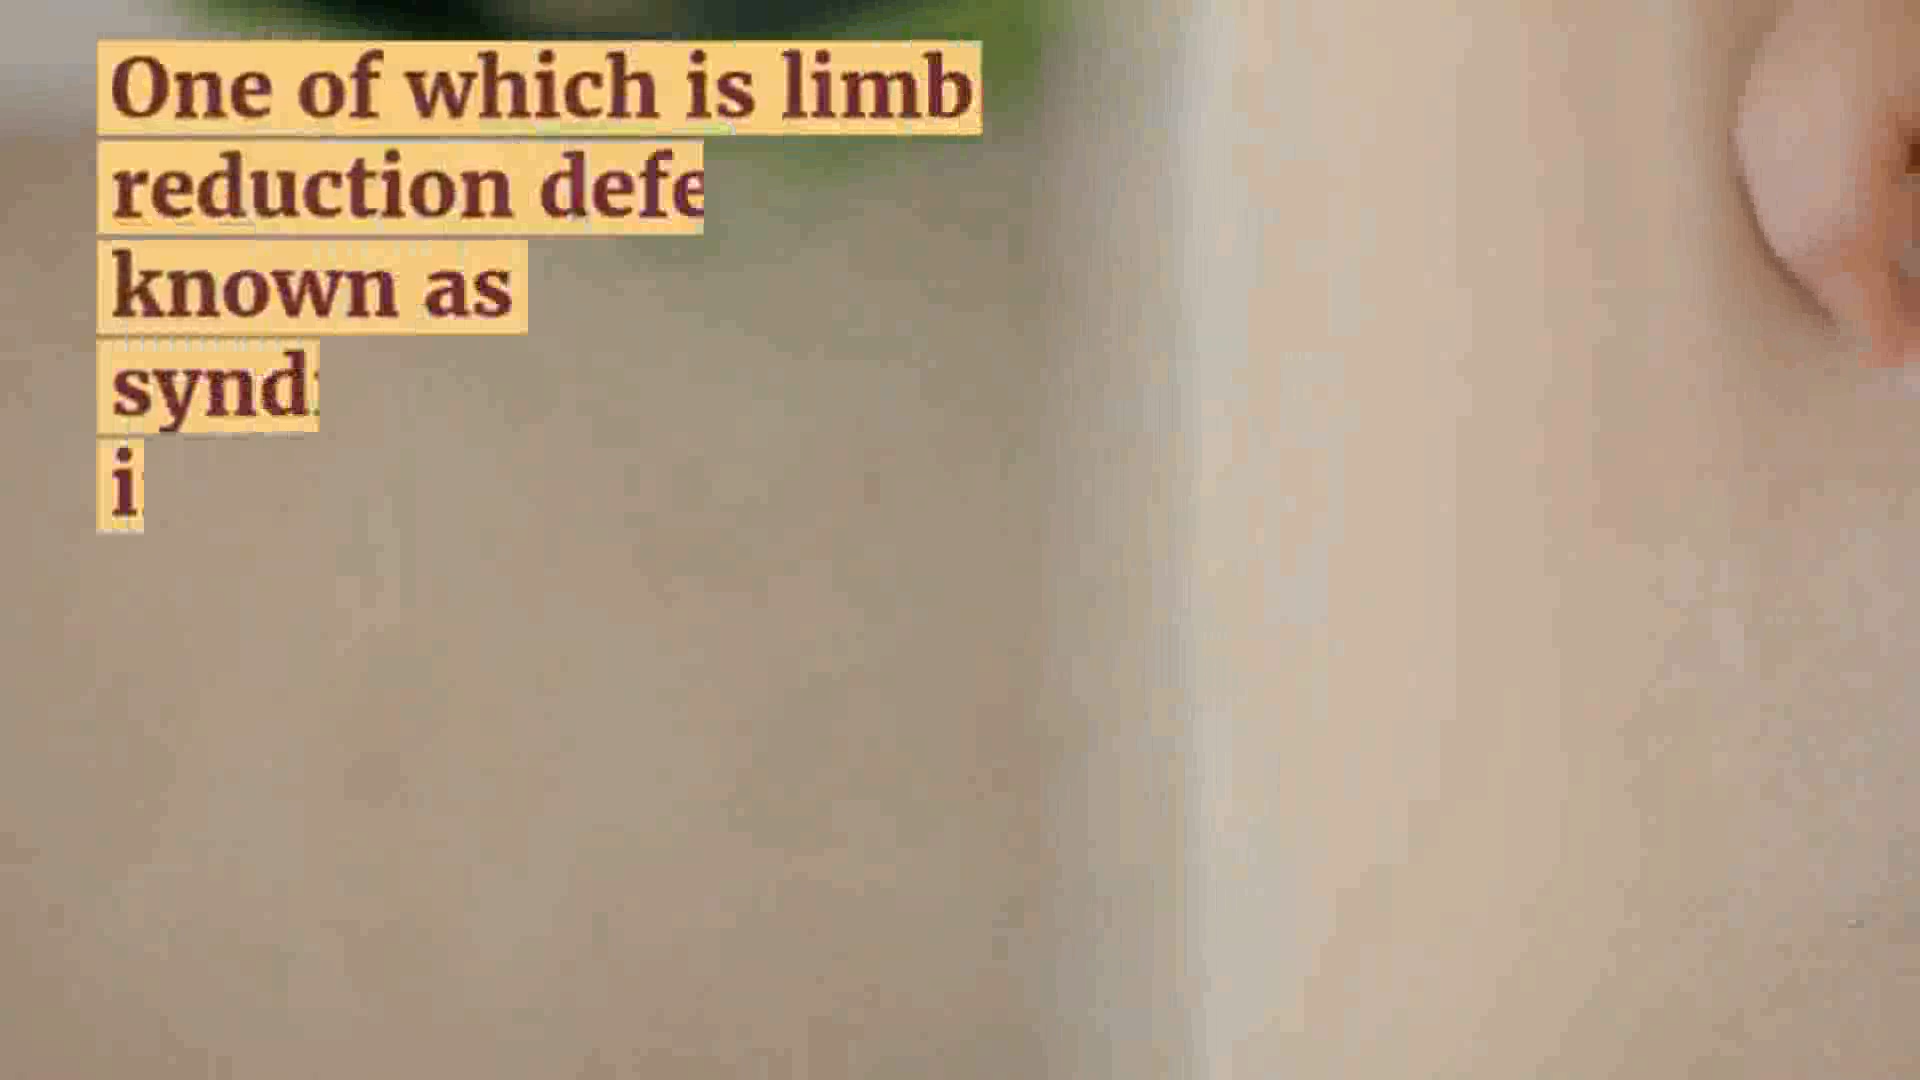 One of which is limb
reduction defe
known as
synd
i